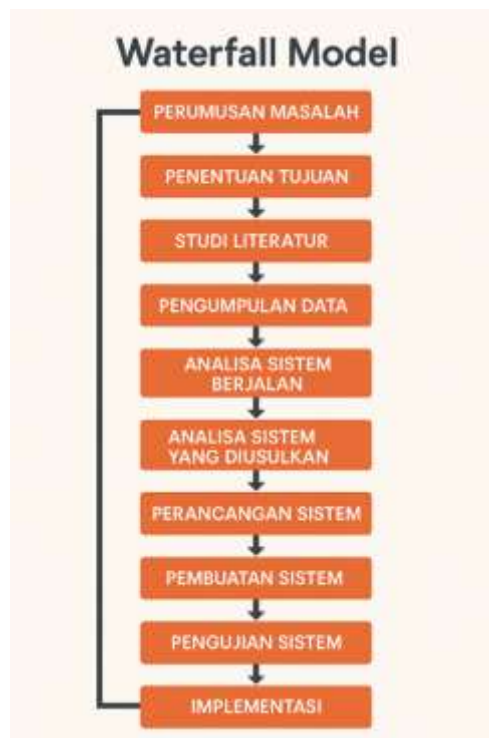 Waterfall Model
PERUMUSAN MASALAH
PENENTUAN TUJUAN
STUDI LITERATUR
PENGUMPULAN DATA
ANALISA SISTEM
BERJALAN
ANALISA SISTEM
YANG DIUSULKAN
PERANCANGAN SISTEM
PEMBUATAN SISTEM
PENGUJIAN SISTEM
IMPLEMENTASI